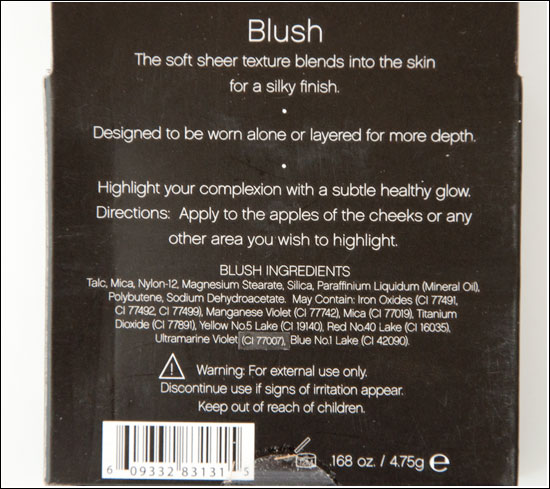 Blush
The soft sheer texture blends into the skin
for a silky finish.
•
Designed to be worn alone or layered for more depth.
•
Highlight your complexion with a subtle healthy glow.
Directions: Apply to the apples of the cheeks or any
other area you wish to highlight.
BLUSH INGREDIENTS
Talc, Mica, Nylon-12, Magnesium Stearate, Silica, Paraffinium Liquidum (Mineral Oil),
Polybutene, Sodium Dehydroacetate. May Contain: Iron Oxides (CI 77491,
CI 77492, CI 77499), Manganese Violet (CI 77742), Mica (CI 77019), Titanium
Dioxide (CI 77891), Yellow No.5 Lake (CI 19140), Red No.40 Lake (CI 16035),
Ultramarine Violet (CI 77007), Blue No.1 Lake (CI 42090).
Warning: For external use only.
Discontinue use if signs of irritation appear.
Keep out of reach of children.
6 09332 83131 5
.168 oz. / 4.75g e